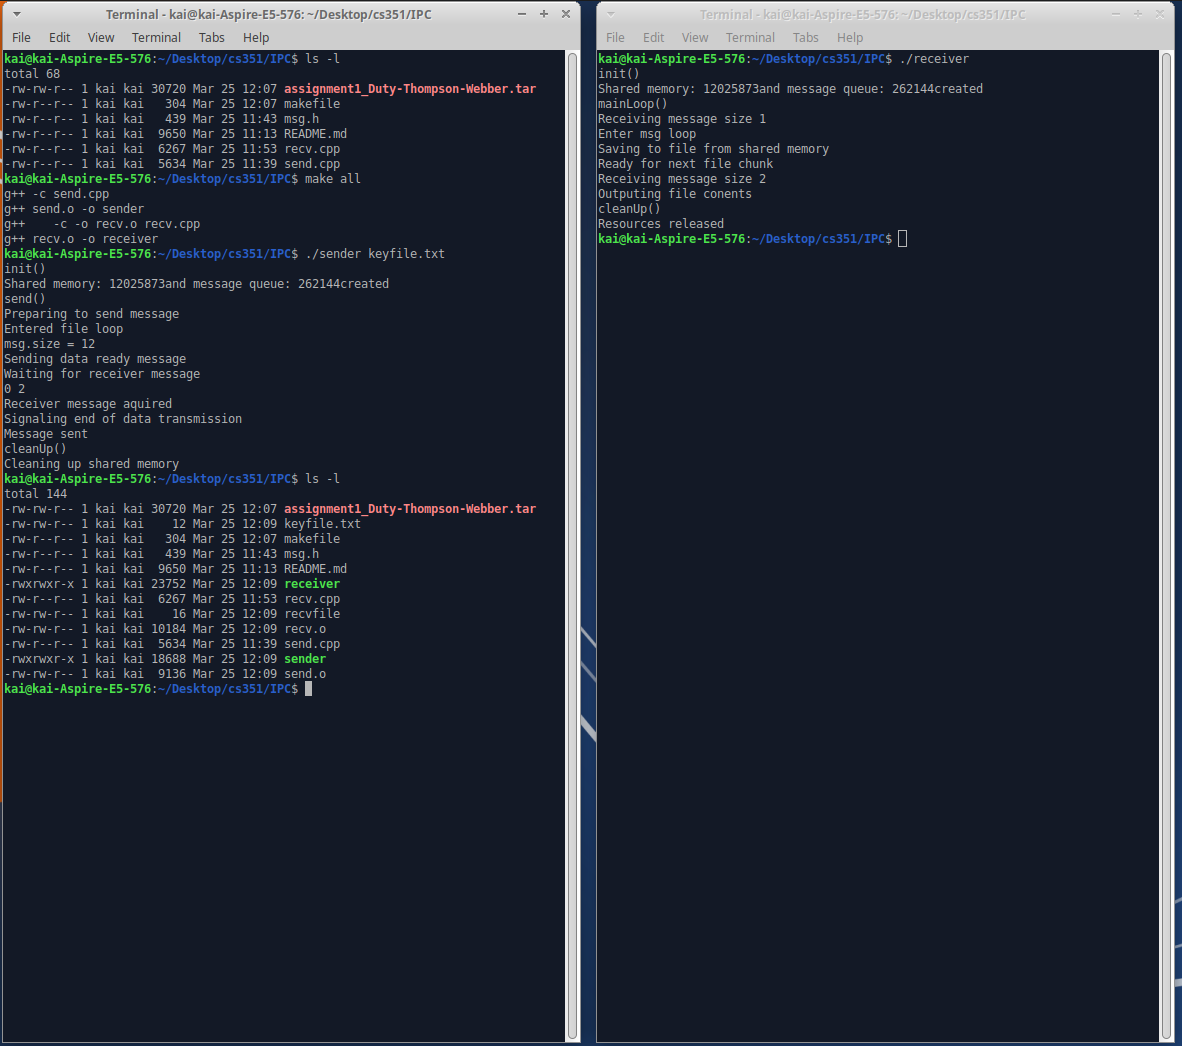 Terminal - kai@kai-Aspire-E5-576: ~/Desktop/cs351/IPC
File Edit View Terminal Tabs Help
kai@kai-Aspire-E5-576:~/Desktop/cs351/IPC$ ls -l
total 68
-rw-rw-r-- 1 kai kai 30720 Mar 25 12:07 assignment1_Duty-Thompson-Webber.tar
-rw-r--r-- 1 kai kai   304 Mar 25 12:07 makefile
-rw-r--r-- 1 kai kai   439 Mar 25 11:43 msg.h
-rw-r--r-- 1 kai kai  9650 Mar 25 11:13 README.md
-rw-r--r-- 1 kai kai  6267 Mar 25 11:53 recv.cpp
-rw-r--r-- 1 kai kai  5634 Mar 25 11:39 send.cpp
kai@kai-Aspire-E5-576:~/Desktop/cs351/IPC$ make all
g++ -c send.cpp
g++ send.o -o sender
g++    -c -o recv.o recv.cpp
g++ recv.o -o receiver
kai@kai-Aspire-E5-576:~/Desktop/cs351/IPC$ ./sender keyfile.txt
init()
Shared memory: 12025873and message queue: 262144created
send()
Preparing to send message
Entered file loop
msg.size = 12
Sending data ready message
Waiting for receiver message
0 2
Receiver message aquired
Signaling end of data transmission
Message sent
cleanUp()
Cleaning up shared memory
kai@kai-Aspire-E5-576:~/Desktop/cs351/IPC$ ls -l
total 144
-rw-rw-r-- 1 kai kai 30720 Mar 25 12:07 assignment1_Duty-Thompson-Webber.tar
-rw-rw-r-- 1 kai kai    12 Mar 25 12:09 keyfile.txt
-rw-r--r-- 1 kai kai   304 Mar 25 12:07 makefile
-rw-r--r-- 1 kai kai   439 Mar 25 11:43 msg.h
-rw-r--r-- 1 kai kai  9650 Mar 25 11:13 README.md
-rwxrwxr-x 1 kai kai 23752 Mar 25 12:09 receiver
-rw-r--r-- 1 kai kai  6267 Mar 25 11:53 recv.cpp
-rw-rw-r-- 1 kai kai    16 Mar 25 12:09 recvfile
-rw-rw-r-- 1 kai kai 10184 Mar 25 12:09 recv.o
-rw-r--r-- 1 kai kai  5634 Mar 25 11:39 send.cpp
-rwxrwxr-x 1 kai kai 18688 Mar 25 12:09 sender
-rw-rw-r-- 1 kai kai  9136 Mar 25 12:09 send.o
kai@kai-Aspire-E5-576:~/Desktop/cs351/IPC$
Terminal - kai@kai-Aspire-E5-576: ~/Desktop/cs351/IPC
File Edit View Terminal Tabs Help
kai@kai-Aspire-E5-576:~/Desktop/cs351/IPC$ ./receiver
init()
Shared memory: 12025873and message queue: 262144created
mainLoop()
Receiving message size 1
Enter msg loop
Saving to file from shared memory
Ready for next file chunk
Receiving message size 2
Outputing file conents
cleanUp()
Resources released
kai@kai-Aspire-E5-576:~/Desktop/cs351/IPC$